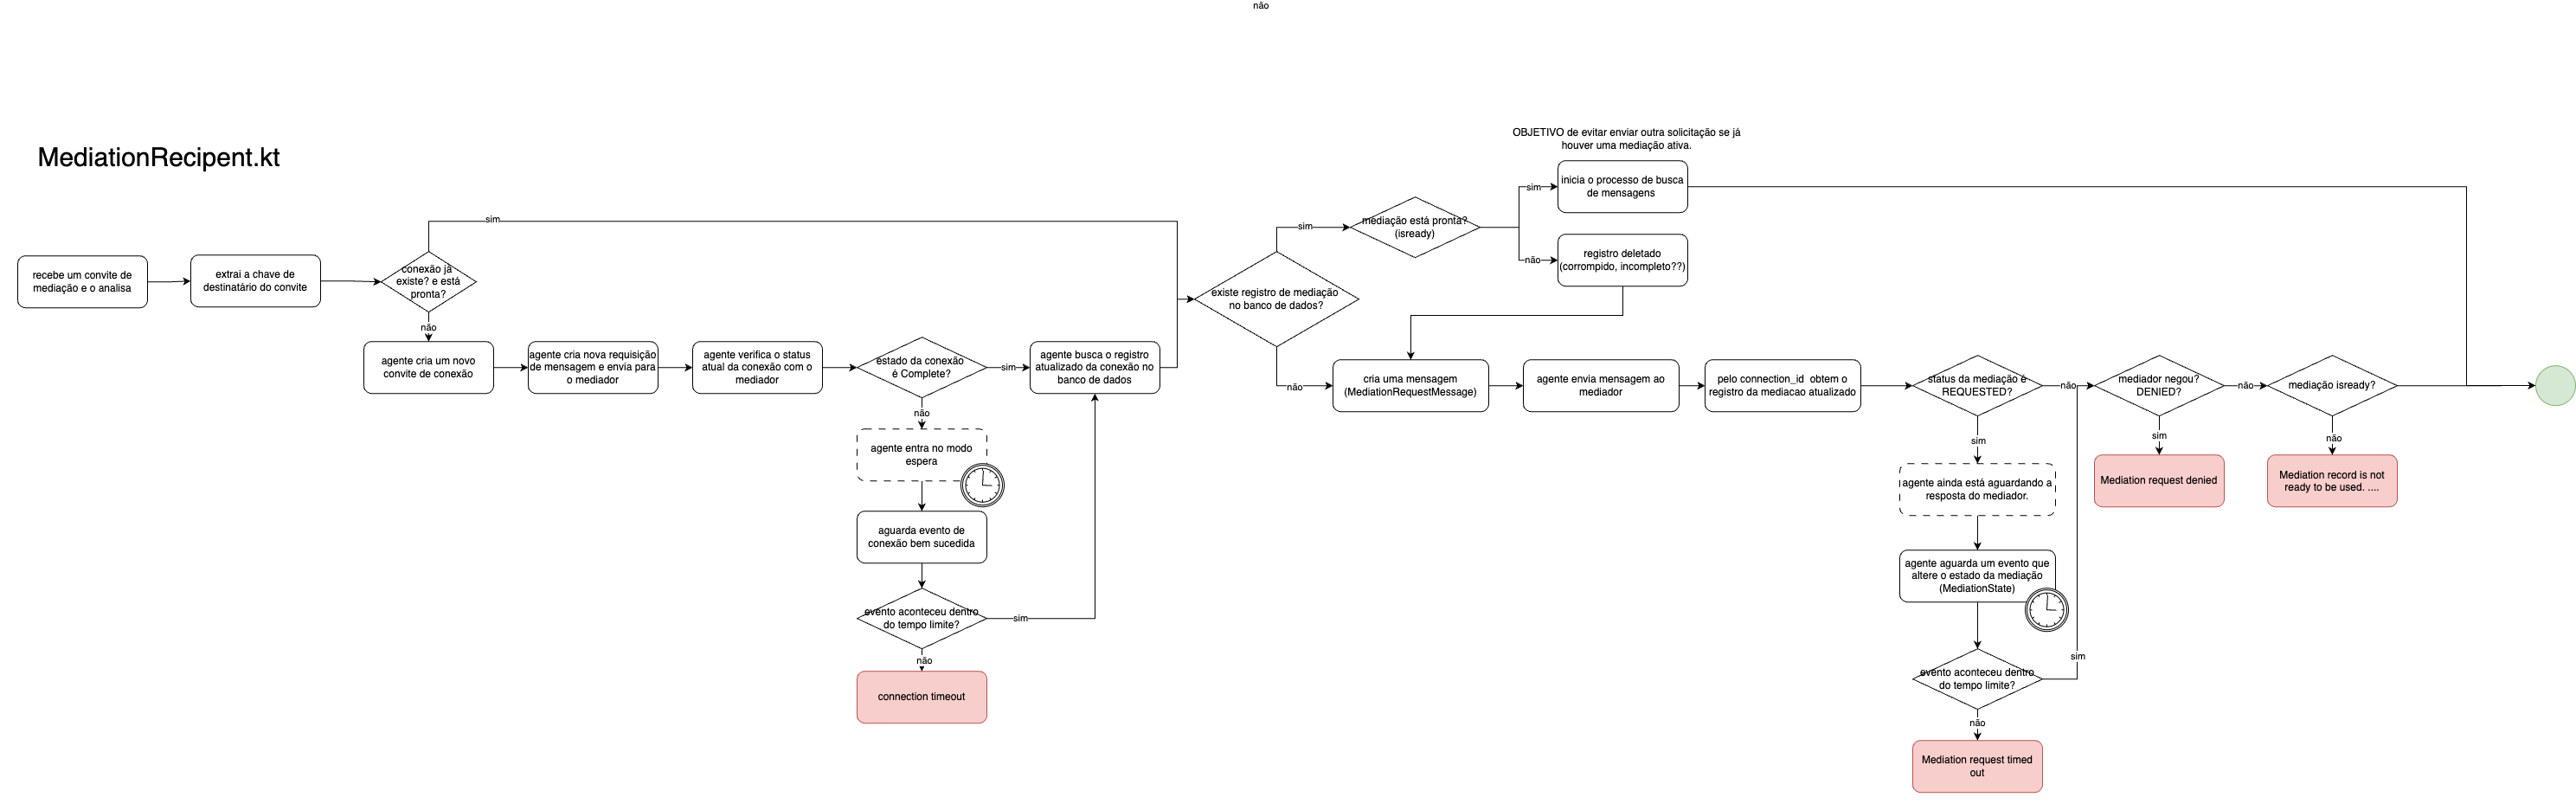 não
MediationRecipent.kt
OBJETIVO de evitar enviar outra solicitação se já
houver uma mediação ativa.
recebe um convite de
mediação e o analisa
extrai a chave de
destinatário do convite
conexão já
existe? e está
pronta?
sim
não
agente cria um novo
convite de conexão
agente cria nova requisição
de mensagem e envia para
o mediador
agente verifica o status
atual da conexão com o
mediador
estado da conexão
é Complete?
sim
não
agente busca o registro
atualizado da conexão no
banco de dados
agente entra no modo
espera
aguarda evento de
conexão bem sucedida
evento aconteceu dentro
do tempo limite?
sim
não
connection timeout
existe registro de mediação
no banco de dados?
sim
não
mediação está pronta?
(isready)
sim
não
inicia o processo de busca
de mensagens
registro deletado
(corrompido, incompleto??)
cria uma mensagem
(MediationRequestMessage)
agente envia mensagem ao
mediador
pelo connection_id obtem o
registro da mediacao atualizado
status da mediação é
REQUESTED?
não
sim
agente ainda está aguardando a
resposta do mediador.
agente aguarda um evento que
altere o estado da mediação
(MediationState)
evento aconteceu dentro
do tempo limite?
sim
não
Mediation request timed
out
mediador negou?
DENIED?
não
sim
Mediation request denied
mediação isready?
não
Mediation record is not
ready to be used. ....